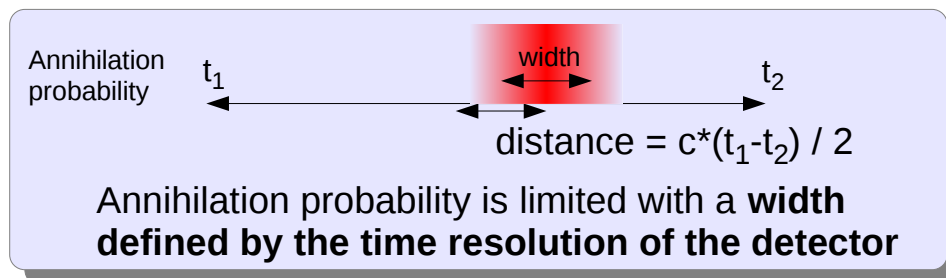 Annihilation
probability
t₁
width
t₂
distance = c*(t₁-t₂) / 2
Annihilation probability is limited with a width
defined by the time resolution of the detector